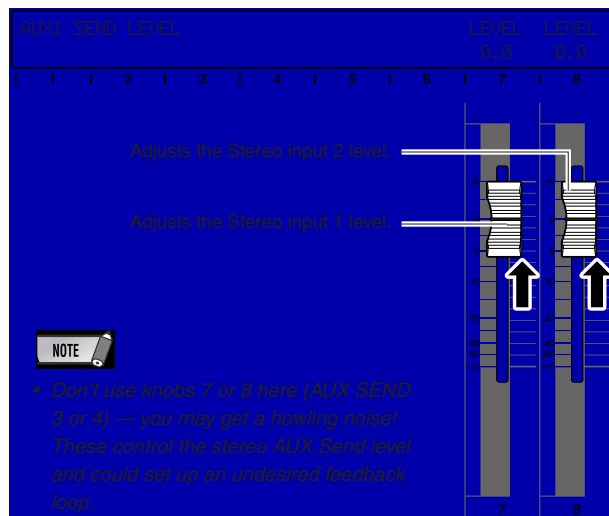 AUX1 SEND LEVEL LEVEL LEVEL
0.0 0.0
1 2 3 4 5 6 7 8
Adjusts the Stereo input 2 level.
Adjusts the Stereo input 1 level.
NOTE
• Don't use knobs 7 or 8 here (AUX SEND
3 or 4) — you may get a howling noise!
These control the stereo AUX Send level
and could set up an undesired feedback
loop.
7 8